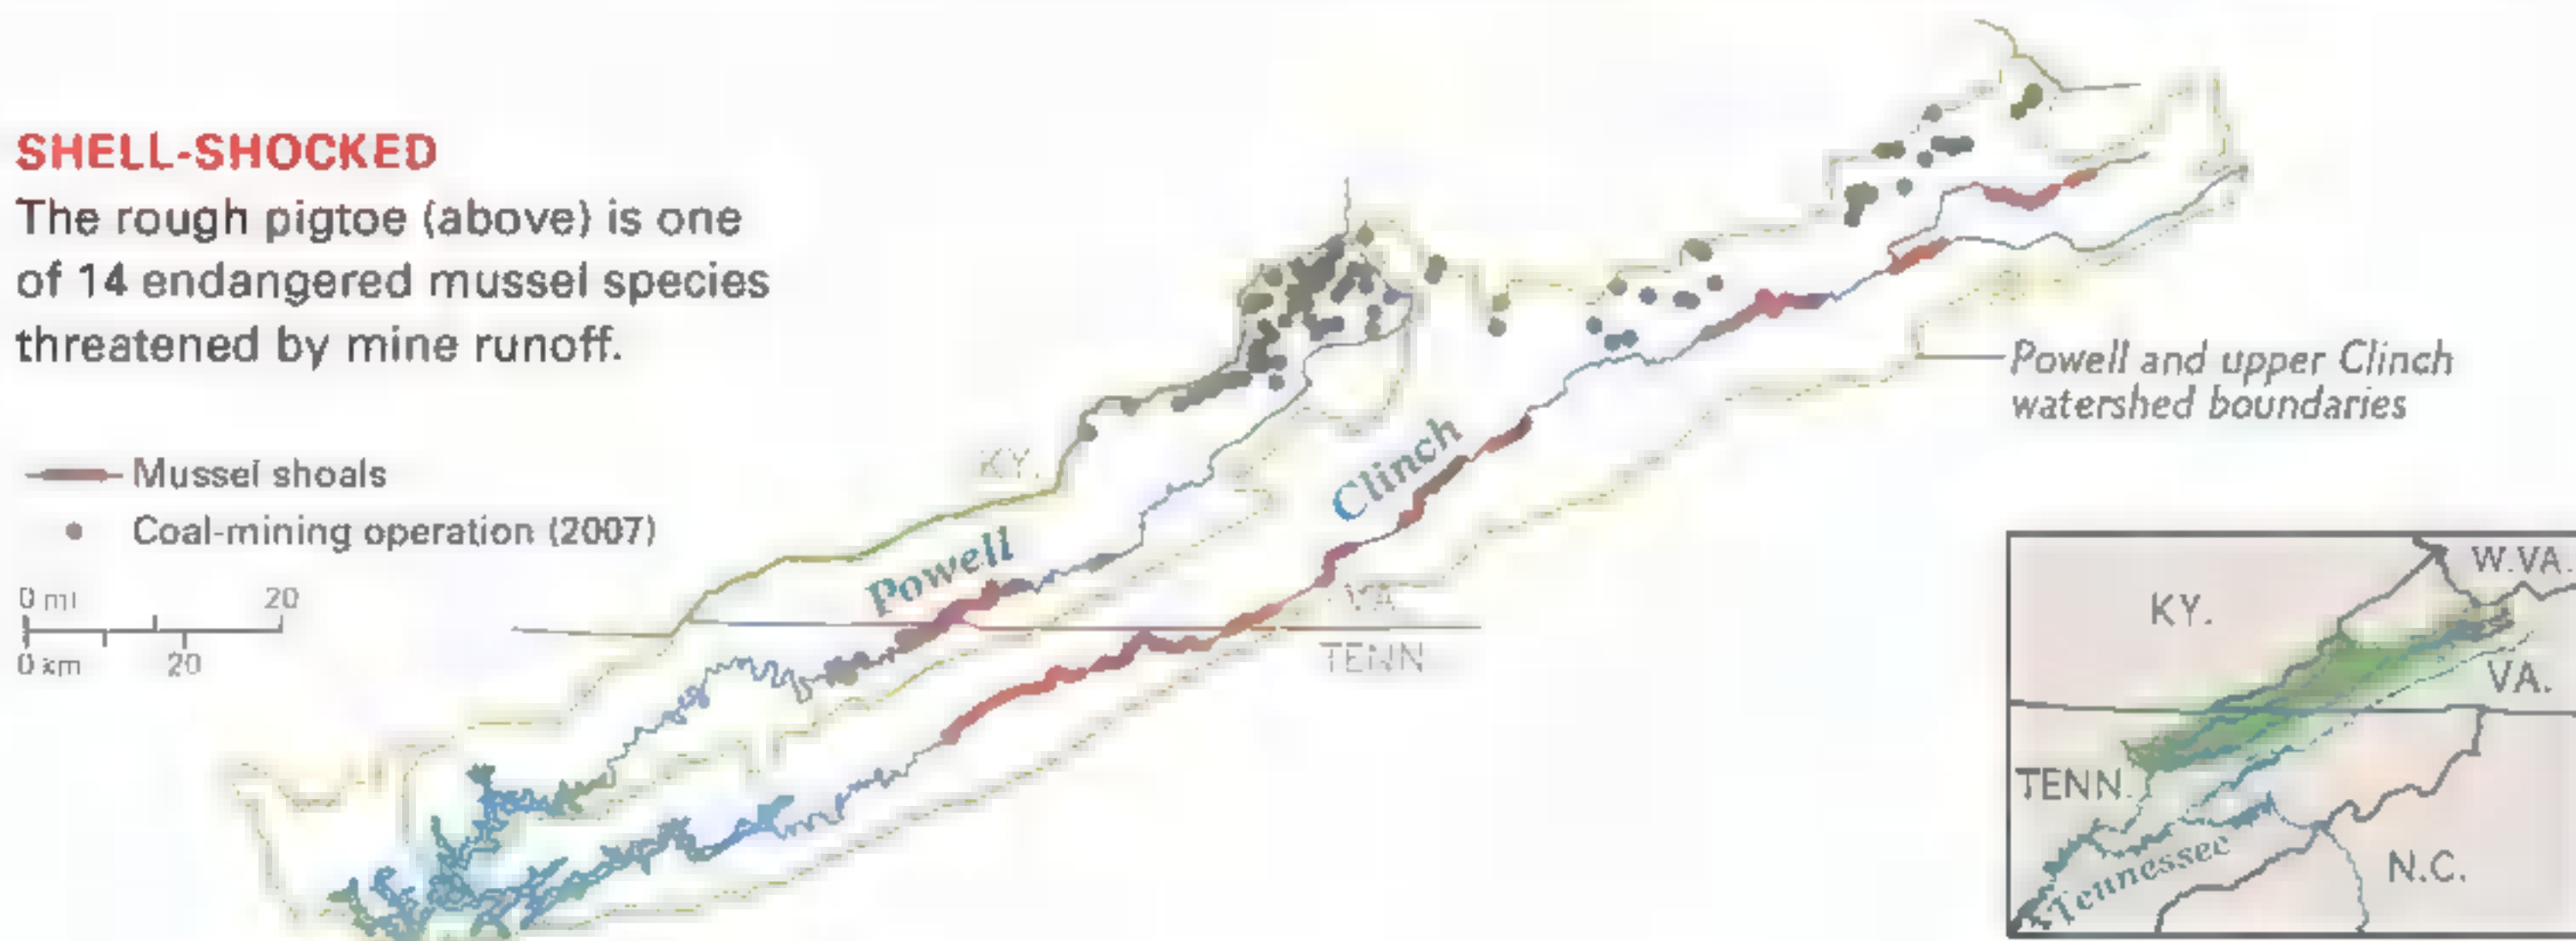 SHELL-SHOCKED
The rough pigtoe (above) is one
of 14 endangered mussel species
threatened by mine runoff.
Mussel shoals
Coal-mining operation (2007)
0 mi 20
0 km 20
KY.
Powell
Clinch
VA.
TENN.
Powell and upper Clinch
watershed boundaries
W.VA.
KY.
VA.
TENN.
Tennessee
N.C.